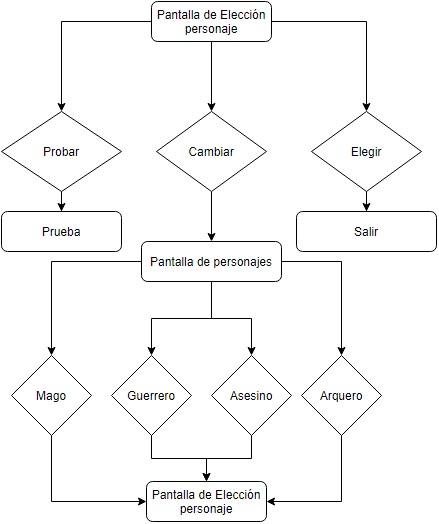 Pantalla de Elección
personaje
Probar
Cambiar
Elegir
Prueba
Salir
Pantalla de personajes
Mago
Guerrero
Asesino
Arquero
Pantalla de Elección
personaje